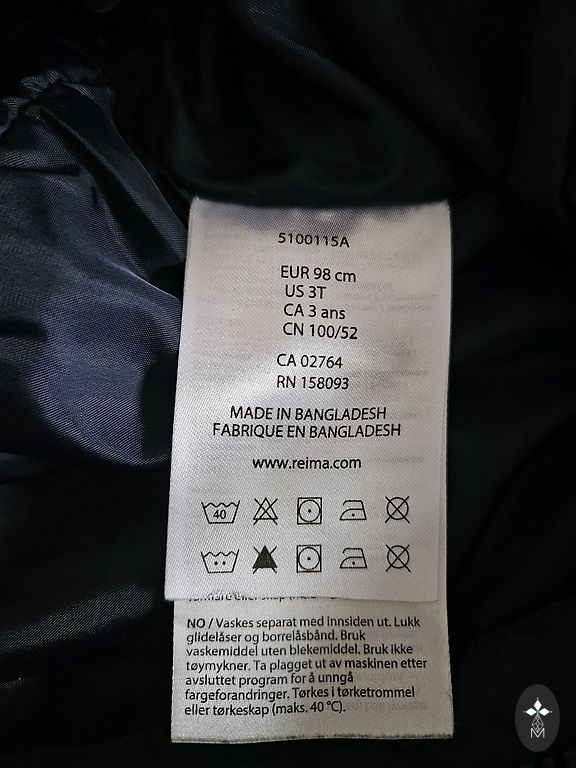 5100115A
EUR 98 cm
US 3T
CA 3 ans
CN 100/52
CA 02764
RN 158093
MADE IN BANGLADESH
FABRIQUE EN BANGLADESH
www.reima.com
40
NO / Vaskes separat med innsiden ut. Lukk
glidelåser og borrelåsbånd. Bruk
vaskemiddel uten blekemiddel. Bruk ikke
tøymykner. Ta plagget ut av maskinen etter
avsluttet program for å unngå
fargeforandringer. Tørkes i tørketrommel
eller tørkeskap (maks. 40 °C).
M